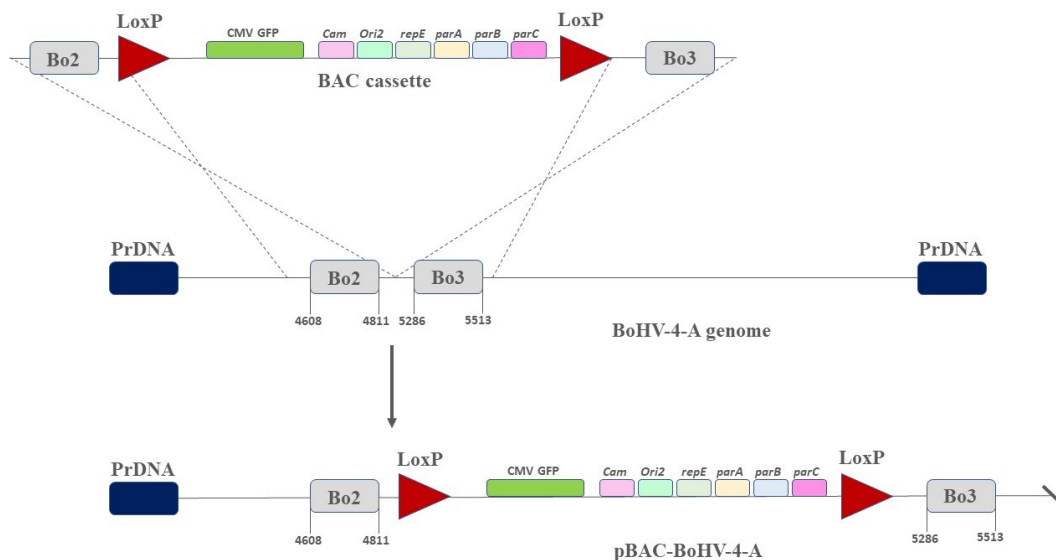 LoxP LoxP
CMV GFP Cam Ori2 repE parA parB parC
Bo2 Bo3
BAC cassette
PrDNA PrDNA
Bo2 Bo3
4608 4811 5286 5513
BoHV-4-A genome
PrDNA LoxP LoxP
CMV GFP Cam Ori2 repE parA parB parC
Bo2 Bo3
4608 4811 5286 5513
pBAC-BoHV-4-A